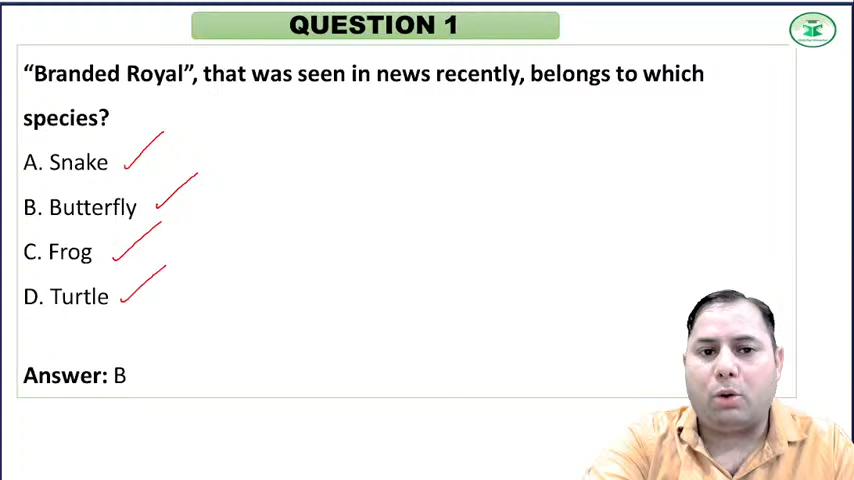 QUESTION 1
“Branded Royal”, that was seen in news recently, belongs to which
species?
A. Snake
B. Butterfly
C. Frog
D. Turtle
Answer: B